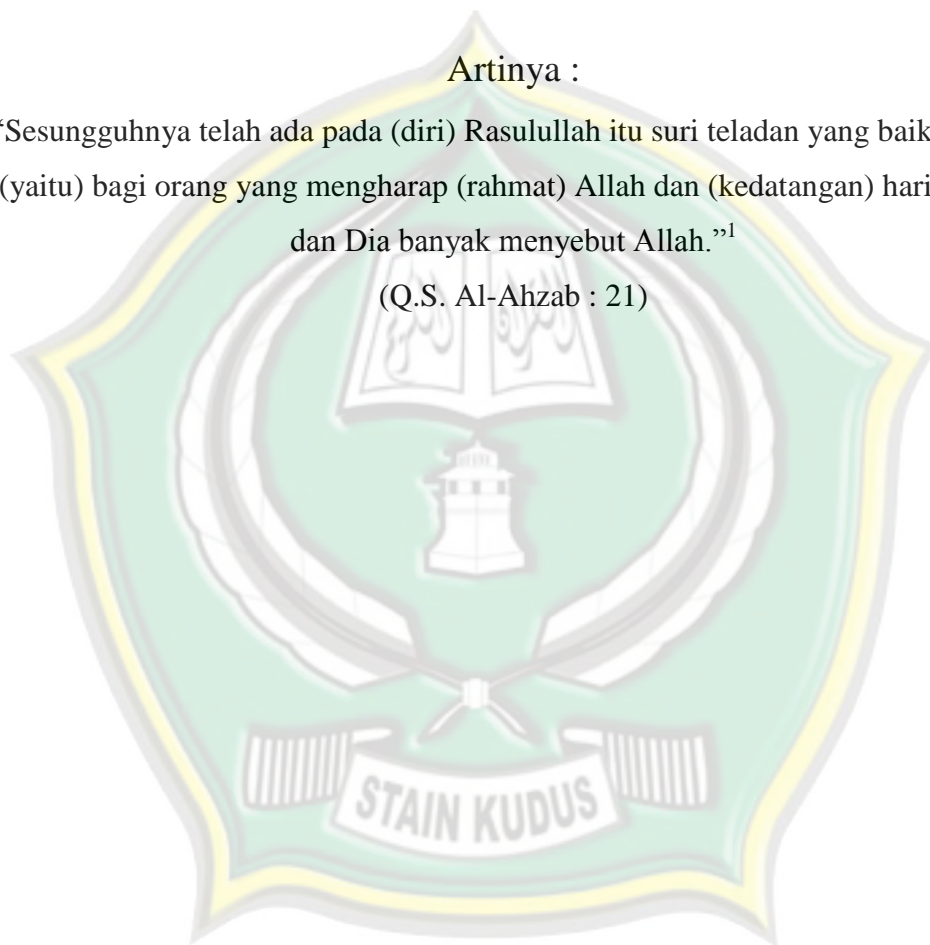 Artinya :
“Sesungguhnya telah ada pada (diri) Rasulullah itu suri teladan yang baik
(yaitu) bagi orang yang mengharap (rahmat) Allah dan (kedatangan) hari
dan Dia banyak menyebut Allah.”1
(Q.S. Al-Ahzab : 21)
STAIN KUDUS